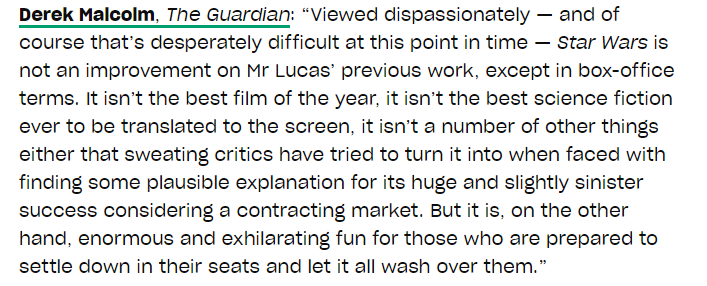 Derek Malcolm, The Guardian: “Viewed dispassionately — and of
course that’s desperately difficult at this point in time — Star Wars is
not an improvement on Mr Lucas’ previous work, except in box-office
terms. It isn’t the best film of the year, it isn’t the best science fiction
ever to be translated to the screen, it isn’t a number of other things
either that sweating critics have tried to turn it into when faced with
finding some plausible explanation for its huge and slightly sinister
success considering a contracting market. But it is, on the other
hand, enormous and exhilarating fun for those who are prepared to
settle down in their seats and let it all wash over them.”